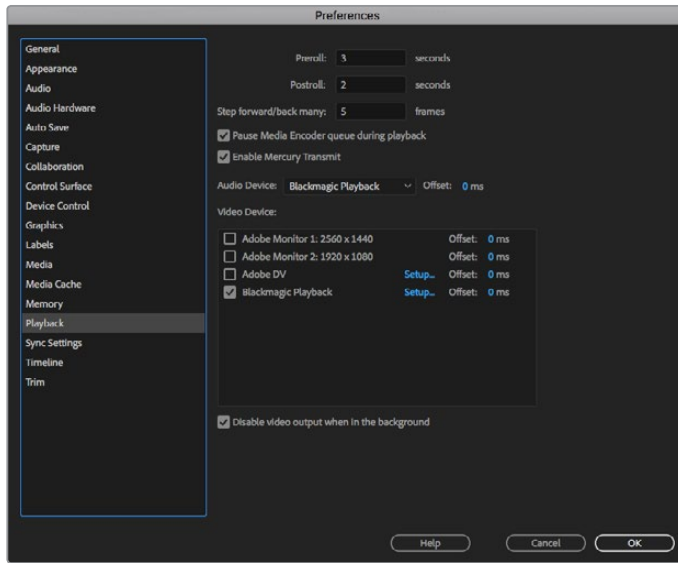 Preferences
General
Appearance
Audio
Audio Hardware
Auto Save
Capture
Collaboration
Control Surface
Device Control
Graphics
Labels
Media
Media Cache
Memory
Playback
Sync Settings
Timeline
Trim
Preroll: 3 seconds
Postroll: 2 seconds
Step forward/back many: 5 frames
Pause Media Encoder queue during playback
Enable Mercury Transmit
Audio Device: Blackmagic Playback Offset: 0 ms
Video Device:
Adobe Monitor 1: 2560 x 1440 Offset: 0 ms
Adobe Monitor 2: 1920 x 1080 Offset: 0 ms
Adobe DV Setup... Offset: 0 ms
Blackmagic Playback Setup... Offset: 0 ms
Disable video output when in the background
Help Cancel OK